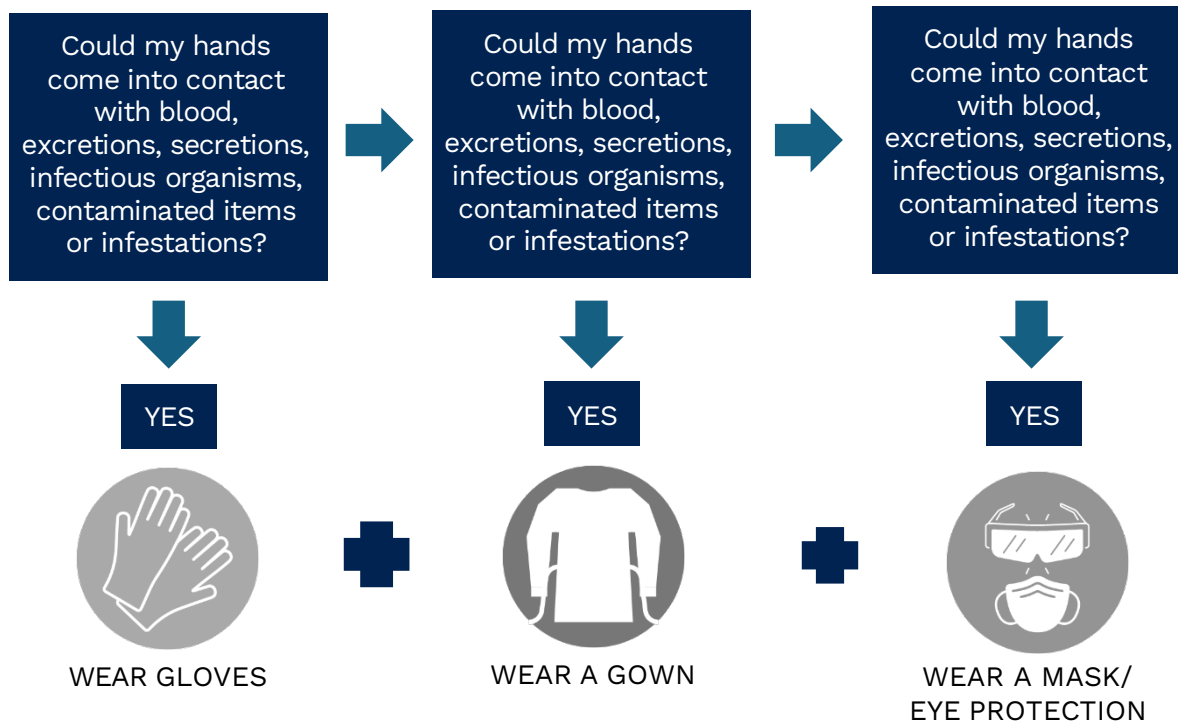 Could my hands
come into contact
with blood,
excretions, secretions,
infectious organisms,
contaminated items
or infestations?
Could my hands
come into contact
with blood,
excretions, secretions,
infectious organisms,
contaminated items
or infestations?
Could my hands
come into contact
with blood,
excretions, secretions,
infectious organisms,
contaminated items
or infestations?
YES
YES
YES
WEAR GLOVES
WEAR A GOWN
WEAR A MASK/
EYE PROTECTION